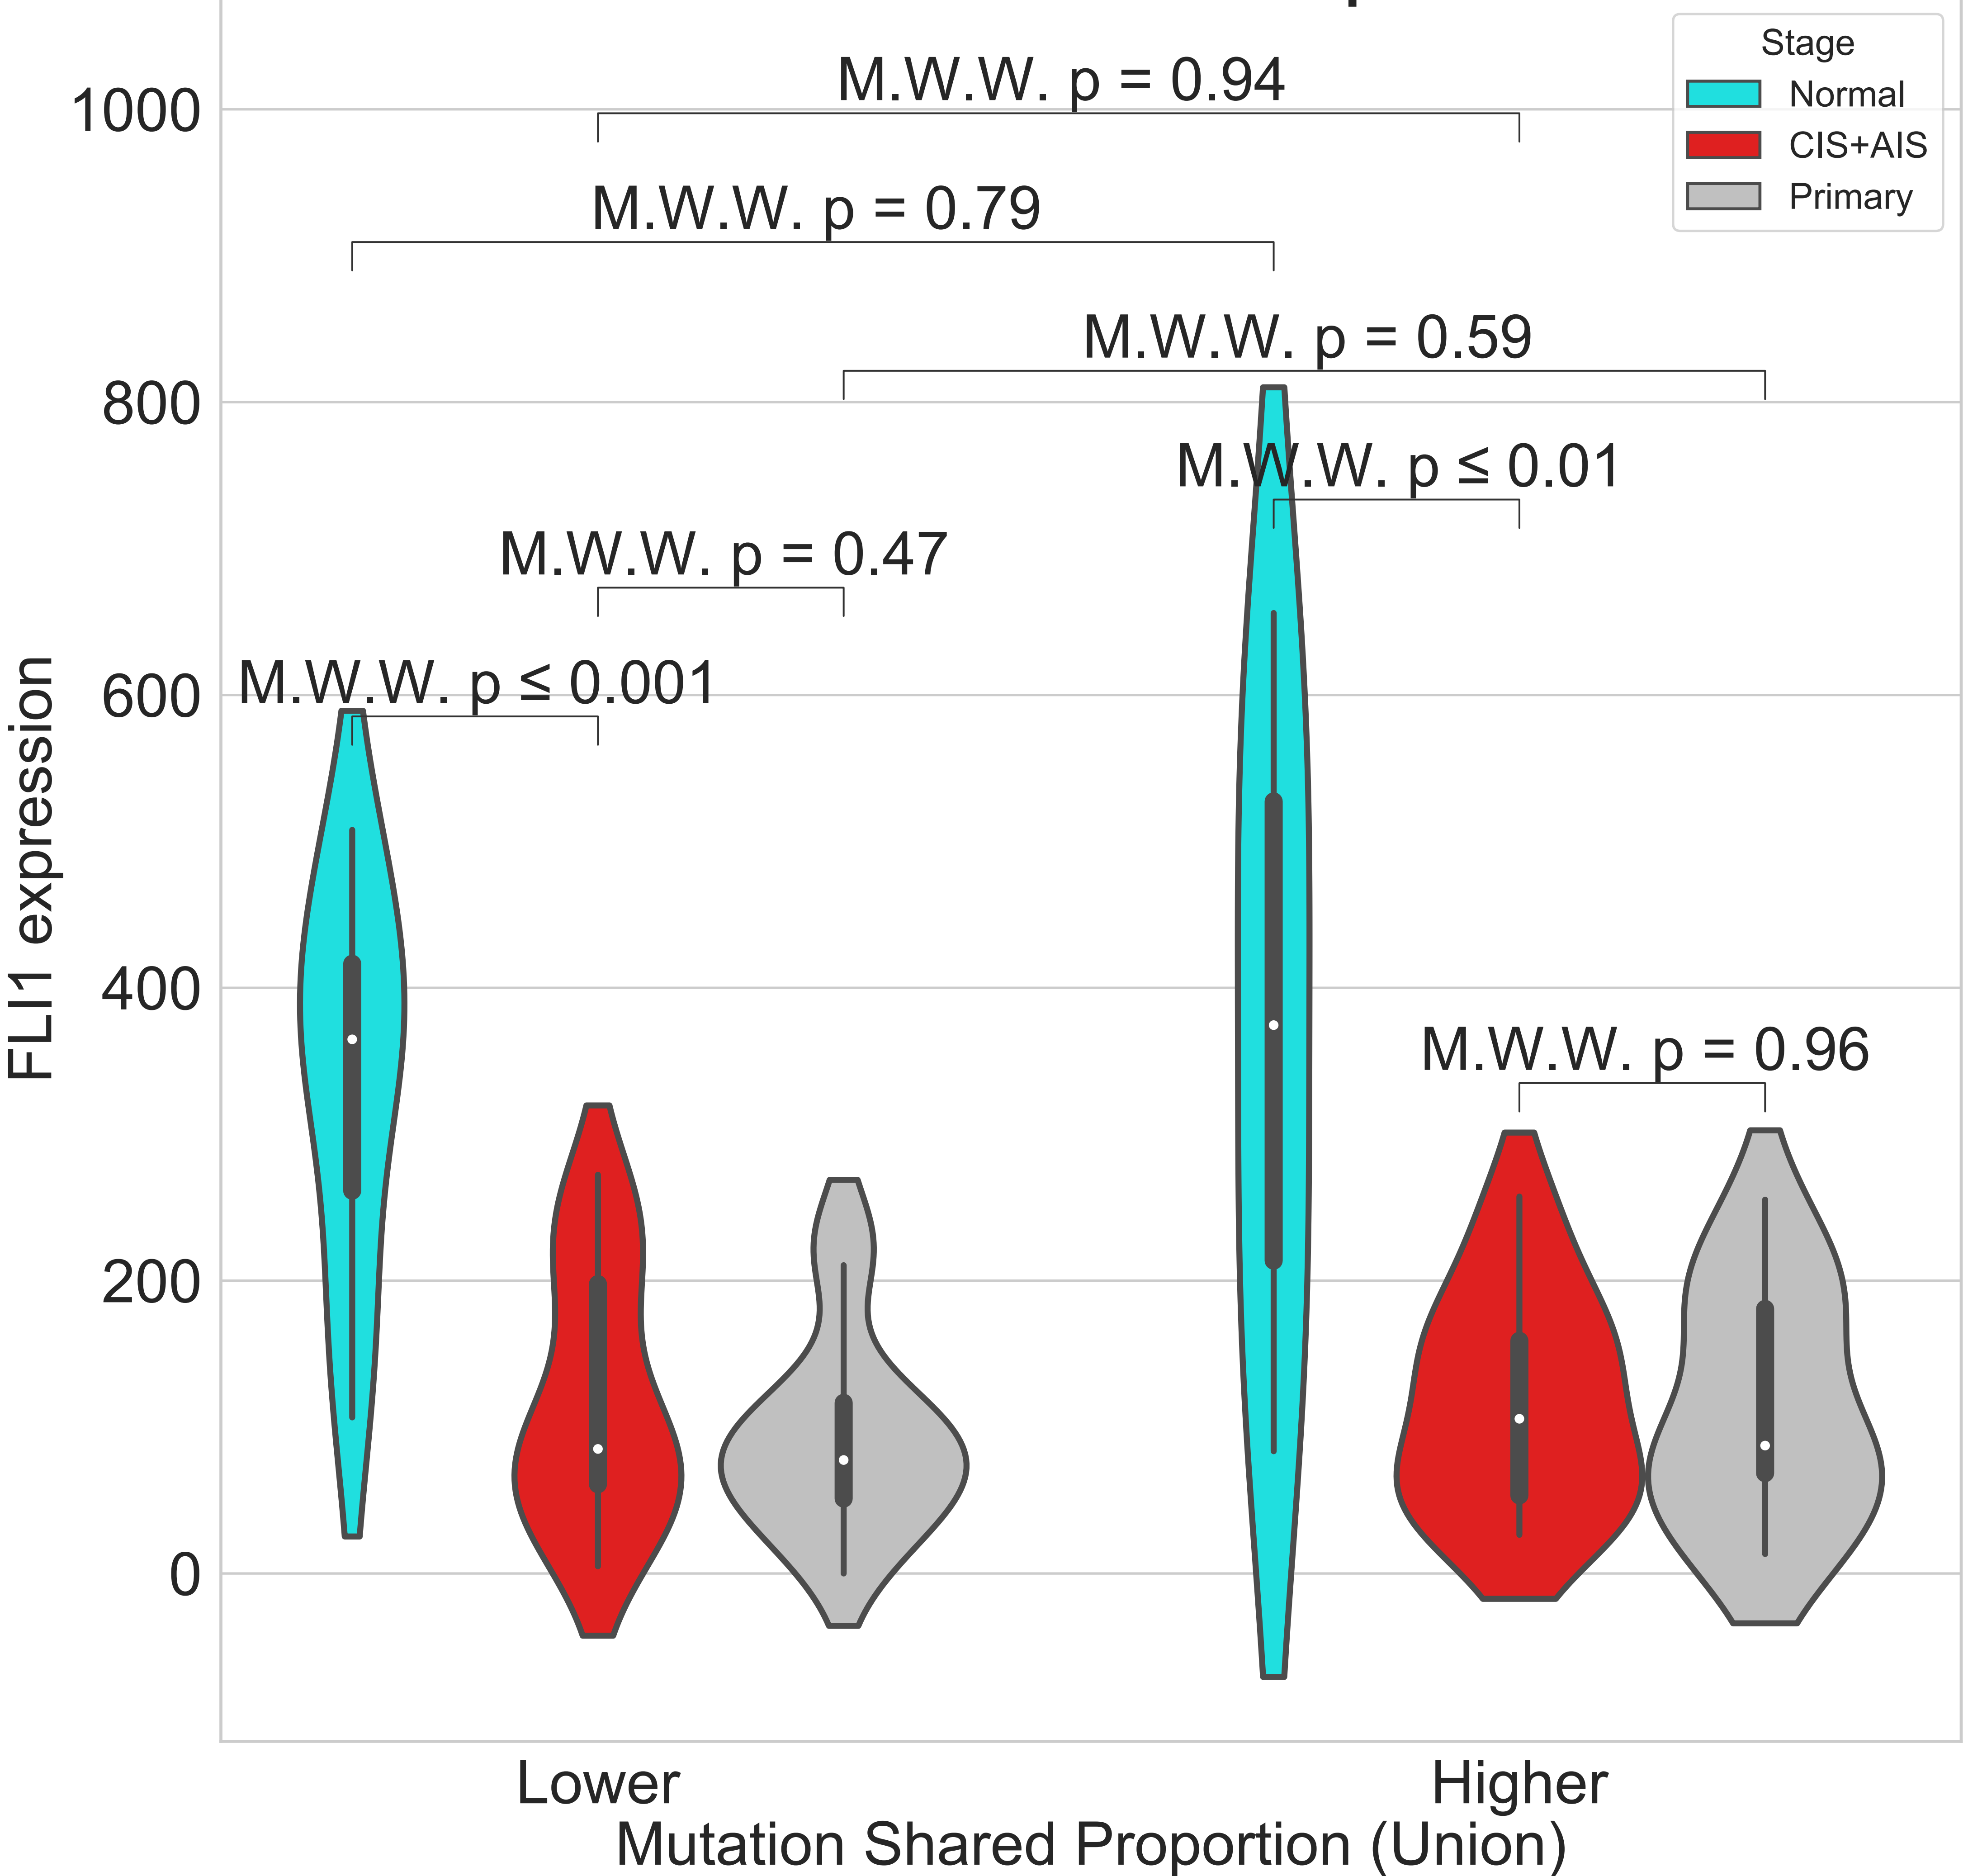 Stage
Normal
CIS+AIS
Primary
M.W.W. p = 0.94
M.W.W. p = 0.79
M.W.W. p = 0.59
M.W.W. p ≤ 0.01
M.W.W. p = 0.47
M.W.W. p ≤ 0.001
M.W.W. p = 0.96
1000
800
600
400
200
0
FLI1 expression
Lower
Higher
Mutation Shared Proportion (Union)